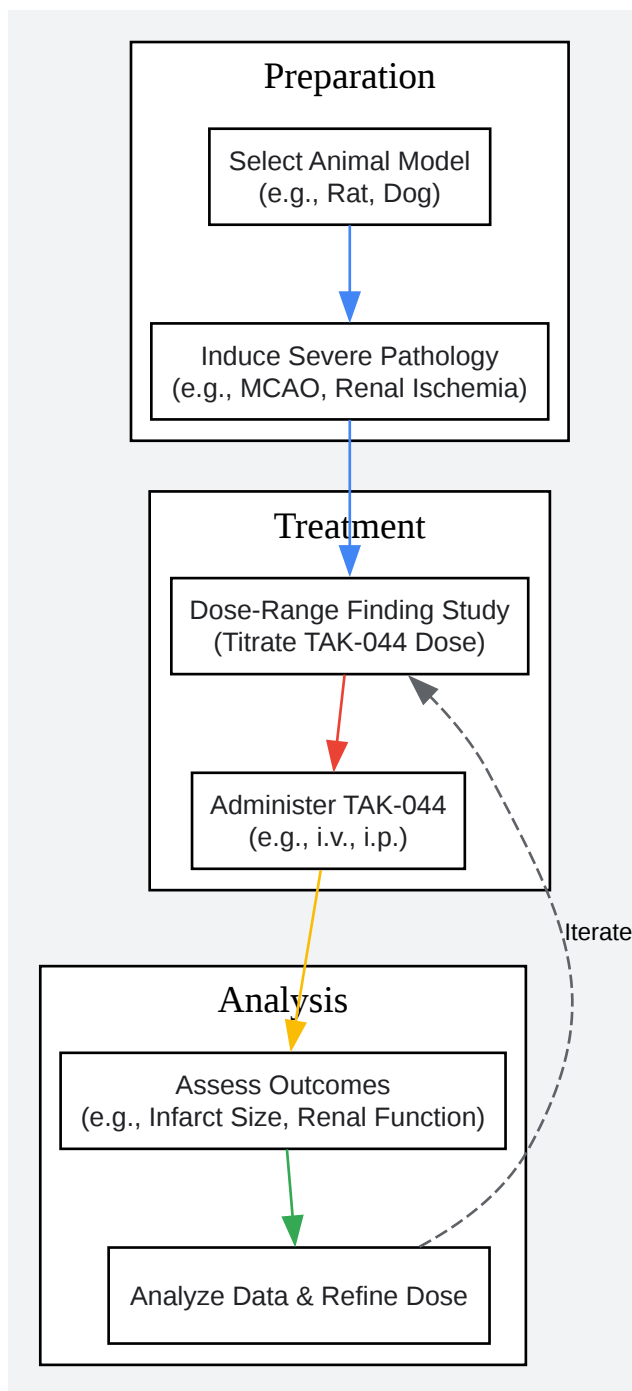 Preparation
Select Animal Model
(e.g., Rat, Dog)
Induce Severe Pathology
(e.g., MCAO, Renal Ischemia)
Treatment
Dose-Range Finding Study
(Titrate TAK-044 Dose)
Administer TAK-044
(e.g., i.v., i.p.)
Iterate
Analysis
Assess Outcomes
(e.g., Infarct Size, Renal Function)
Analyze Data & Refine Dose